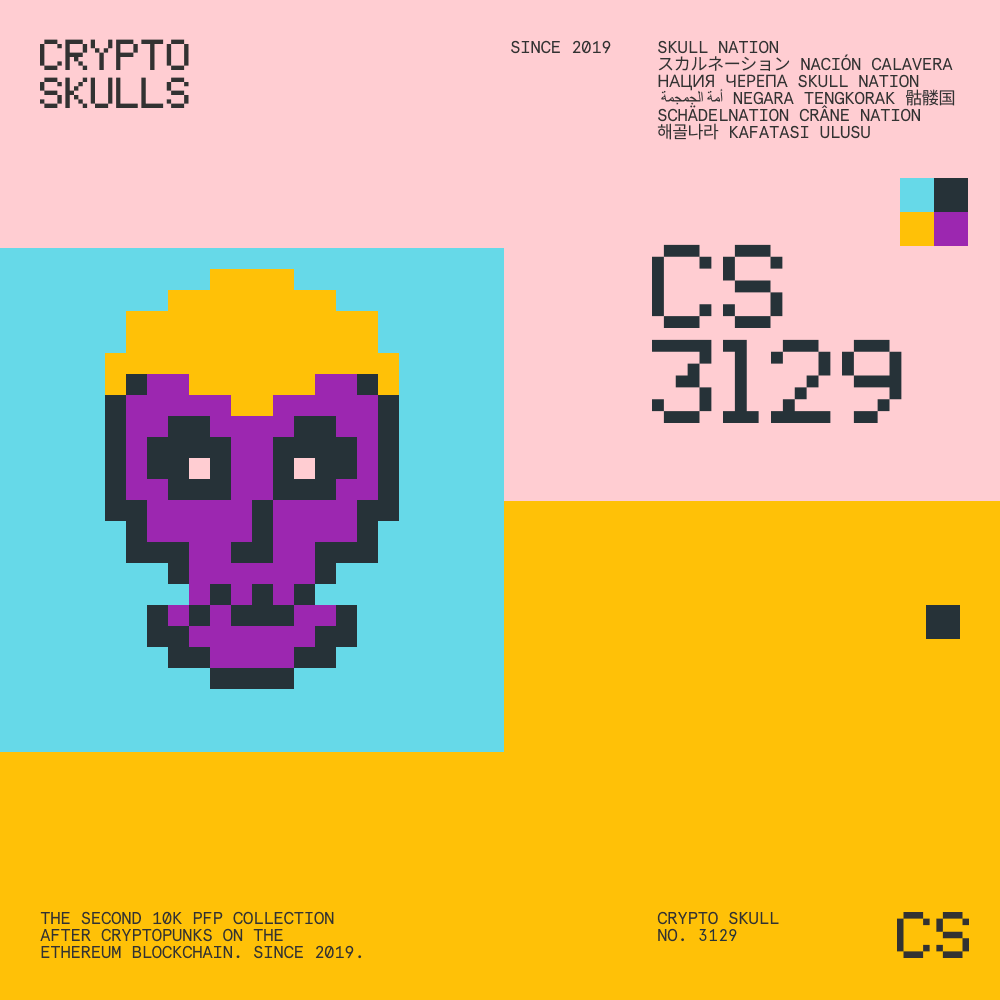 CRYPTO
SKULLS
SINCE 2019
SKULL NATION
スカルネーション NACIÓN CALAVERA
НАЦИЯ ЧЕРЕПА SKULL NATION
أمة الجمجمة NEGARA TENGKORAK 骷髅国
SCHÄDELNATION CRÂNE NATION
해골나라 KAFATASI ULUSU
CS
3129
THE SECOND 10K PFP COLLECTION
AFTER CRYPTOPUNKS ON THE
ETHEREUM BLOCKCHAIN. SINCE 2019.
CRYPTO SKULL
NO. 3129
CS